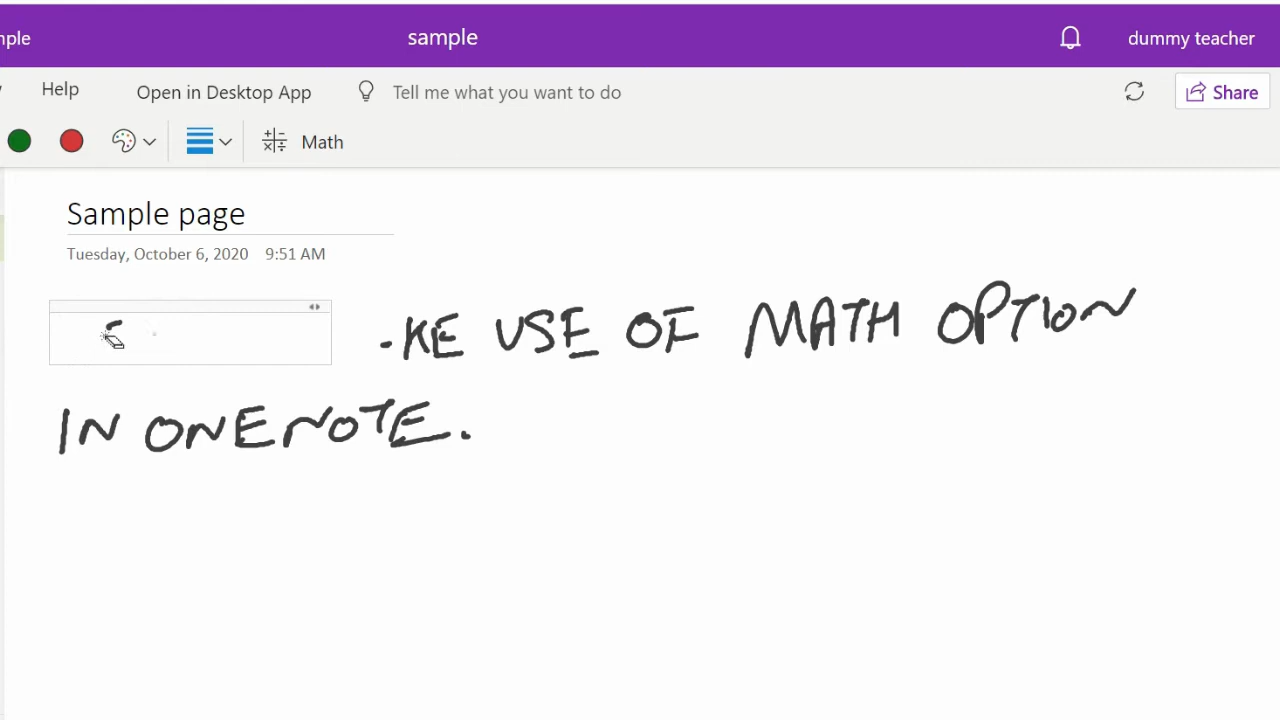 mple sample dummy teacher
Help Open in Desktop App Tell me what you want to do Share
Math
Sample page
Tuesday, October 6, 2020 9:51 AM
KE USE OF MATH OPTION
IN ONENOTE.